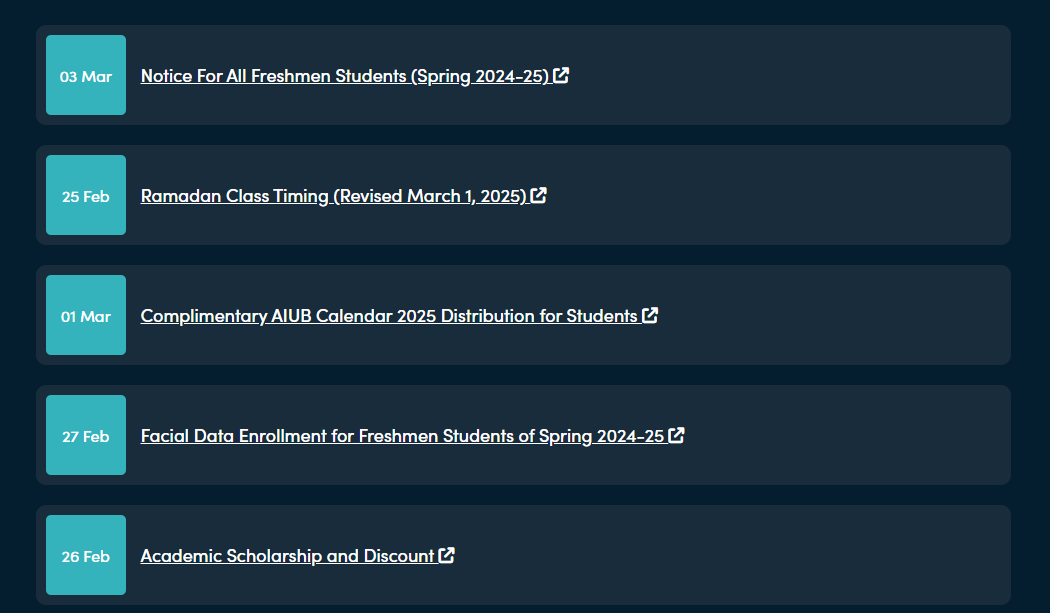 03 Mar
Notice For All Freshmen Students (Spring 2024-25)
25 Feb
Ramadan Class Timing (Revised March 1, 2025)
01 Mar
Complimentary AIUB Calendar 2025 Distribution for Students
27 Feb
Facial Data Enrollment for Freshmen Students of Spring 2024-25
26 Feb
Academic Scholarship and Discount